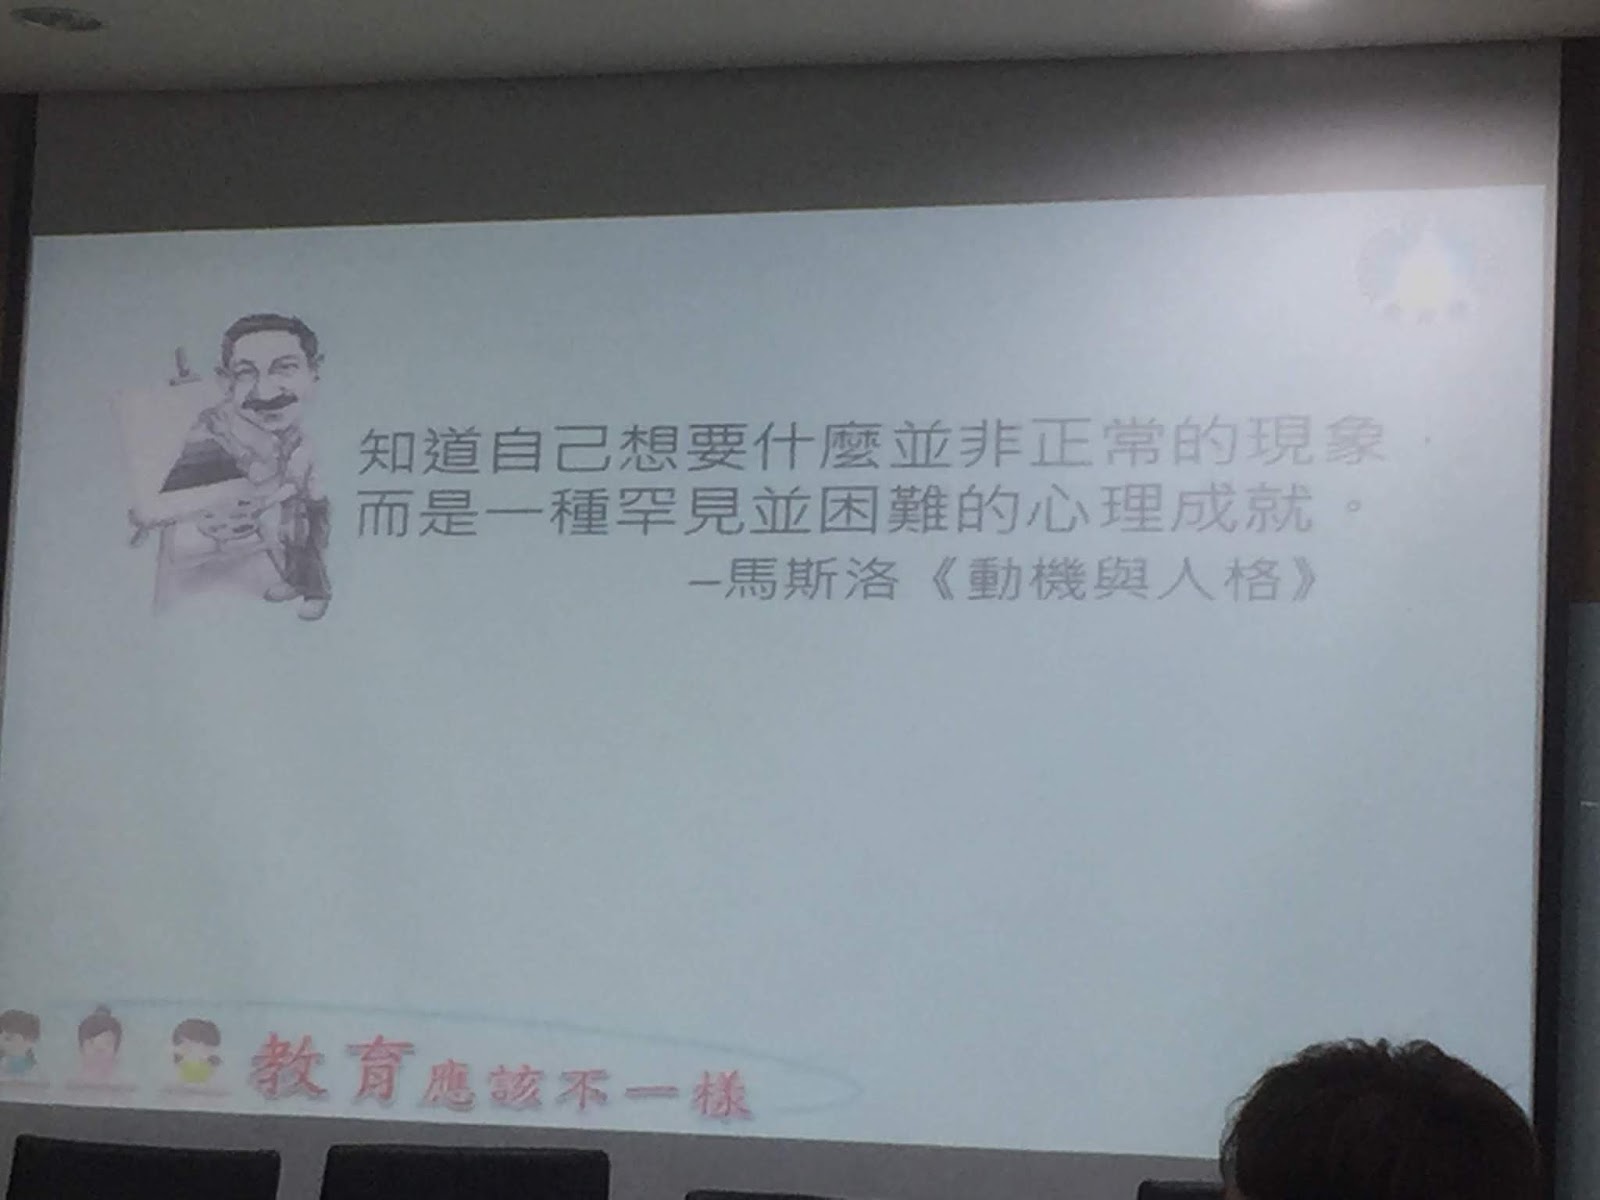 知道自己想要什麼並非正常的現象
而是一種罕見並困難的心理成就。
–馬斯洛《動機與人格》
教育應該不一樣